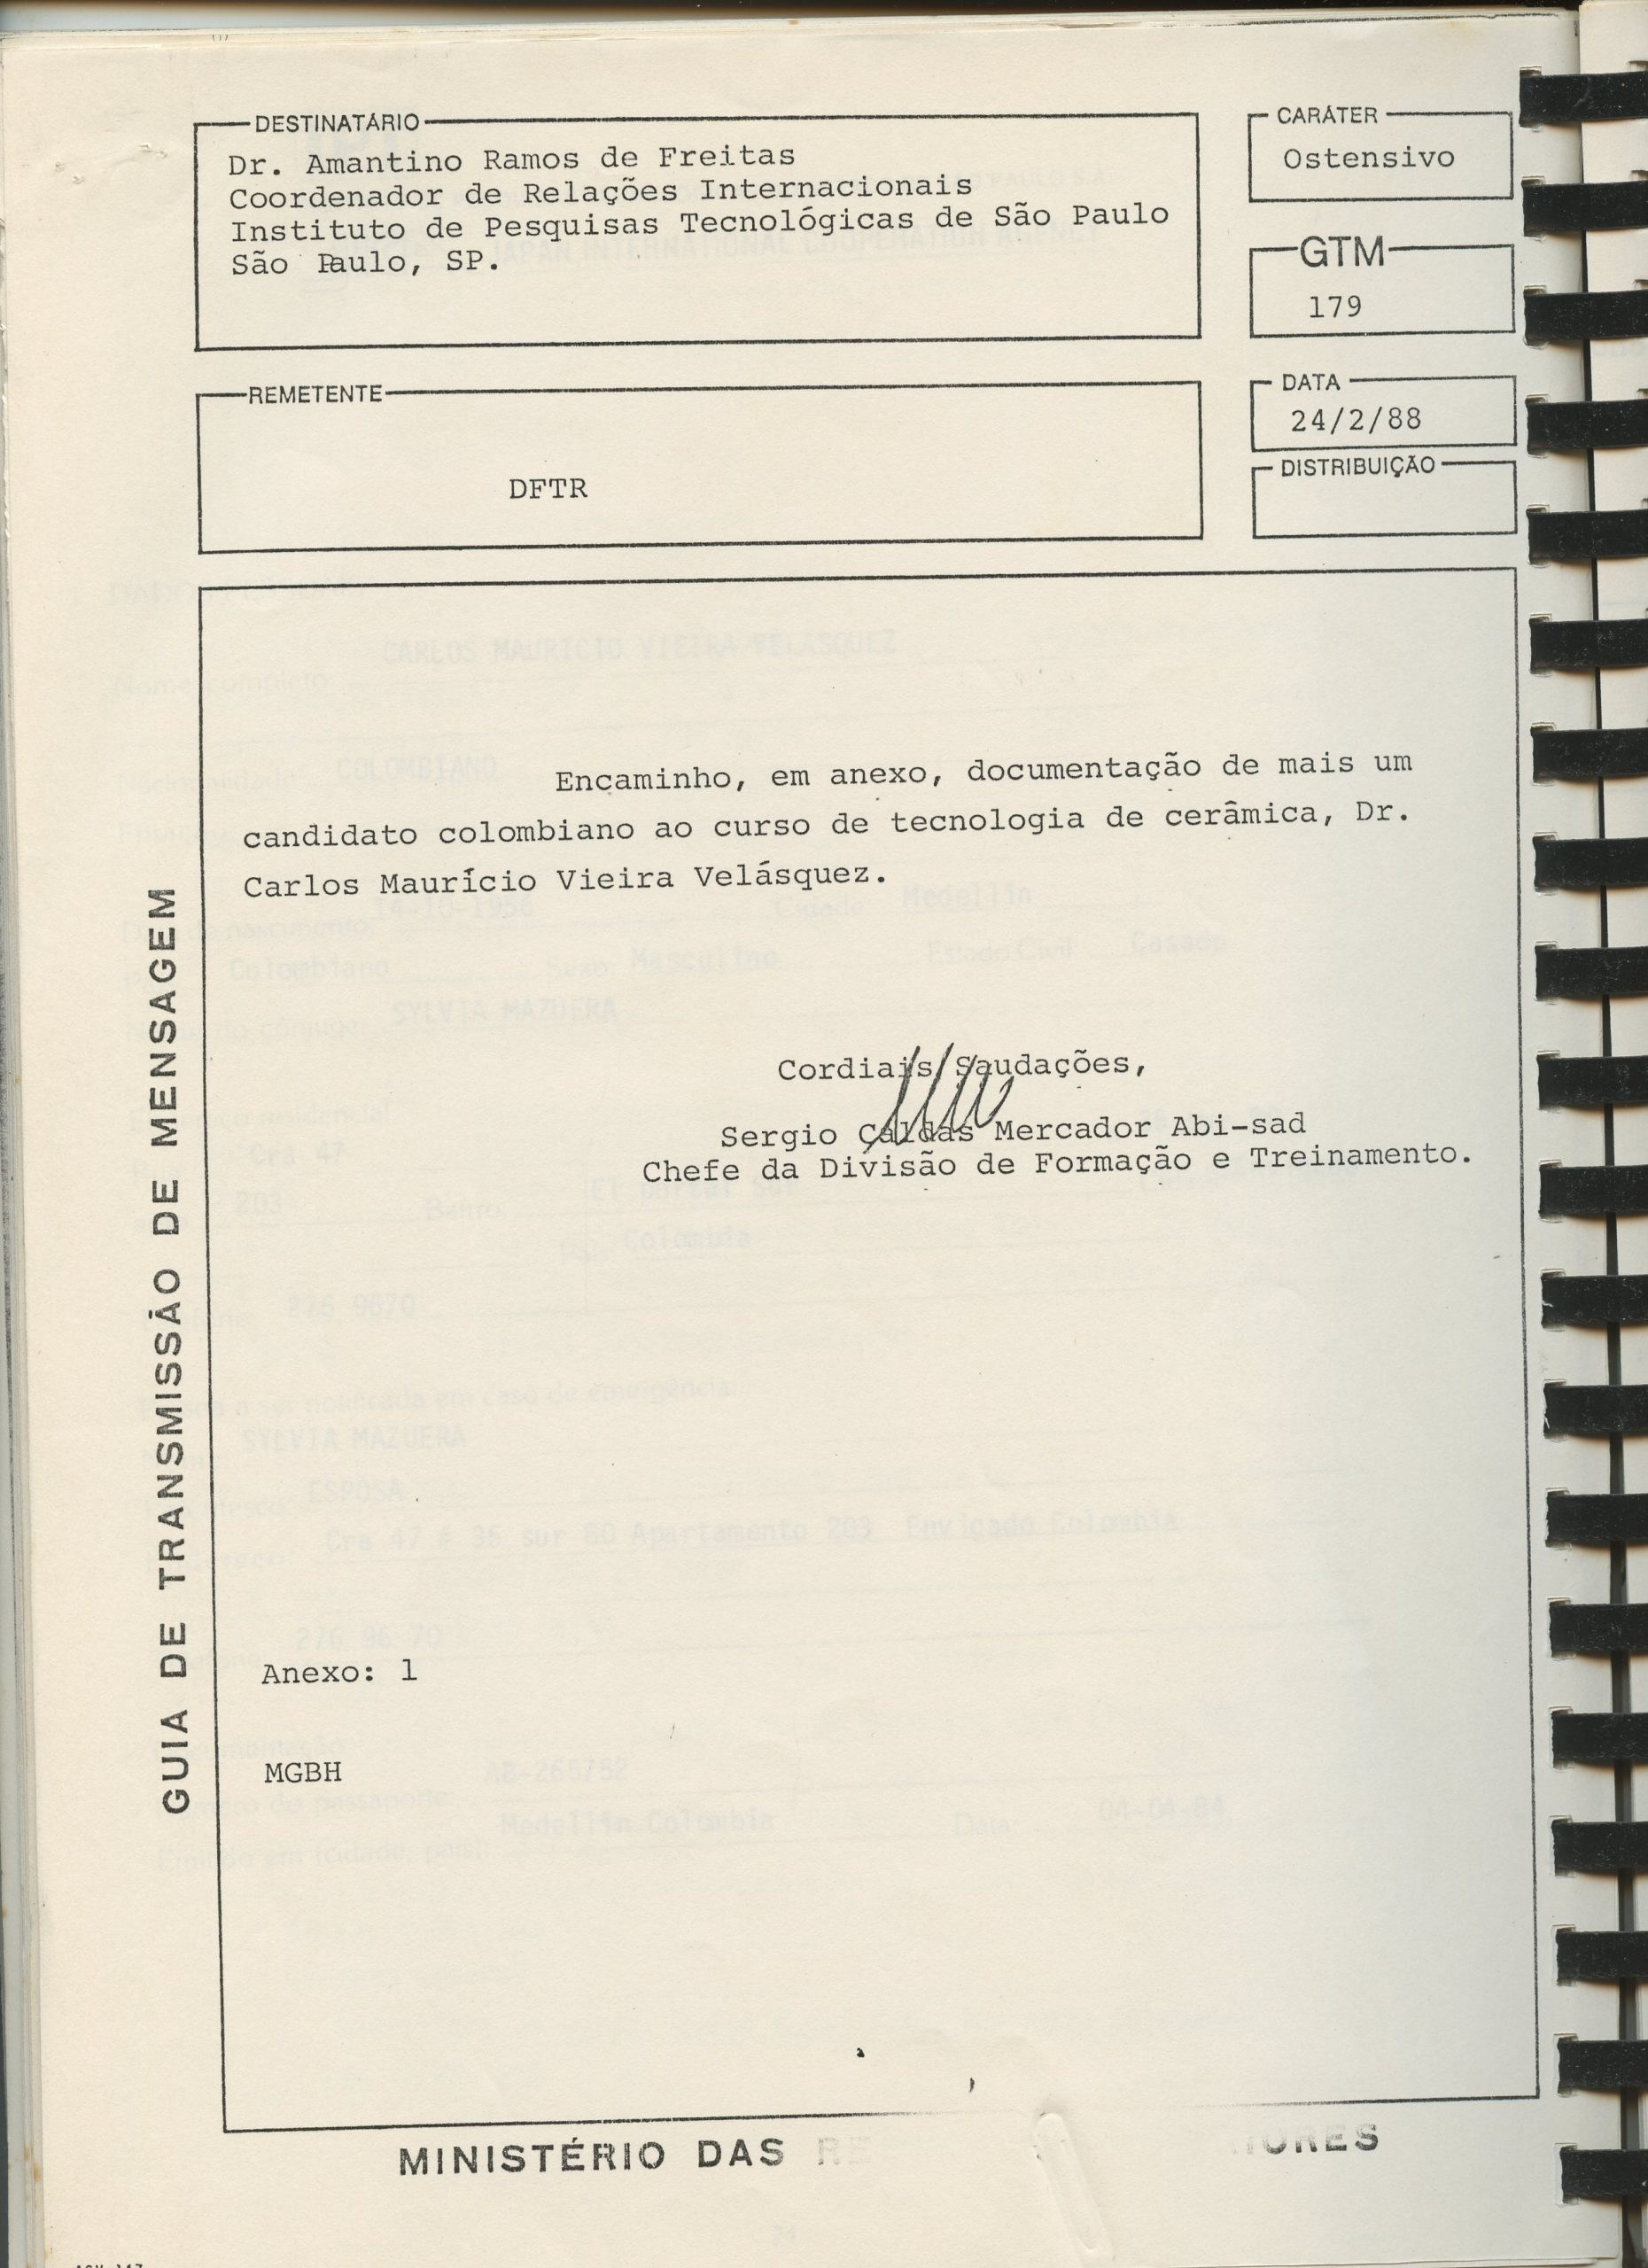 DESTINATÁRIO
Dr. Amantino Ramos de Freitas
Coordenador de Relações Internacionais
Instituto de Pesquisas Tecnológicas de São Paulo
São Paulo, SP.
CARÁTER
Ostensivo
GTM
179
REMETENTE
DFTR
DATA
24/2/88
DISTRIBUIÇÃO
GUIA DE TRANSMISSÃO DE MENSAGEM
Encaminho, em anexo, documentação de mais um
candidato colombiano ao curso de tecnologia de cerâmica, Dr.
Carlos Maurício Vieira Velásquez.
Cordiais Saudações,
Sergio Caldas Mercador Abi-sad
Chefe da Divisão de Formação e Treinamento.
Anexo: 1
MGBH
MINISTÉRIO DAS RE